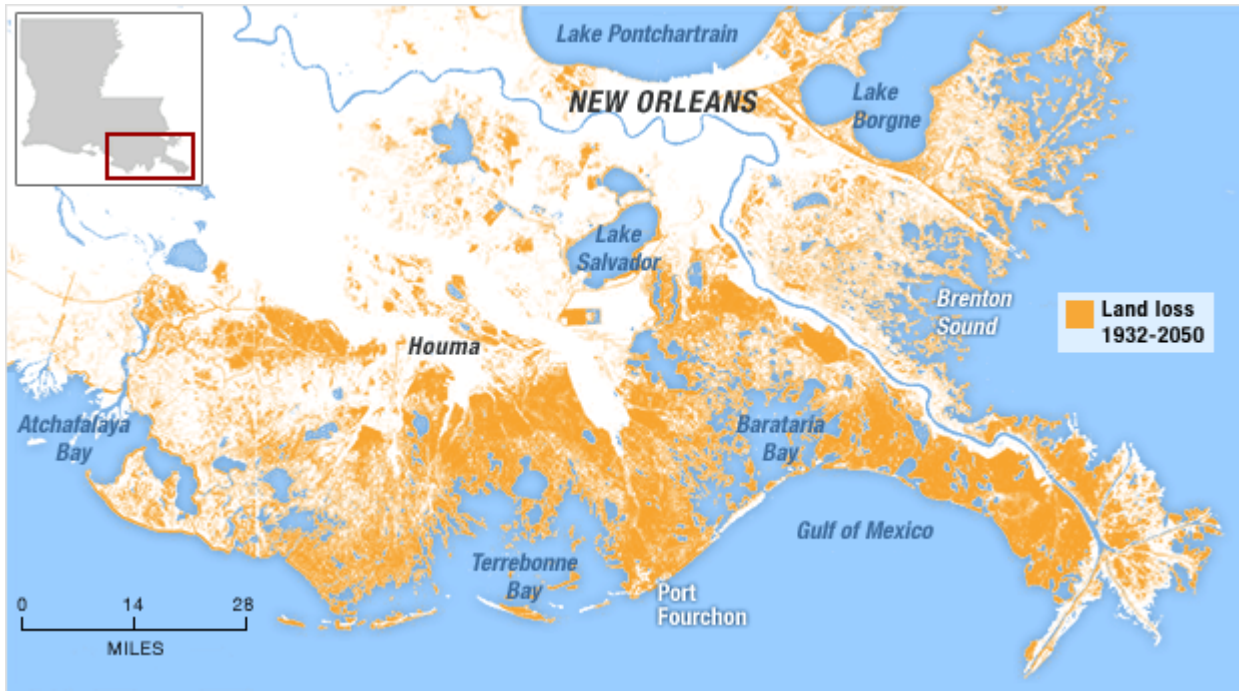 Lake Pontchartrain
NEW ORLEANS
Lake
Borgne
Lake
Salvador
Brenton
Sound
Land loss
1932-2050
Houma
Atchafalaya
Bay
Barataria
Bay
Gulf of Mexico
Terrebonne
Bay
Port
Fourchon
0 14 28
MILES